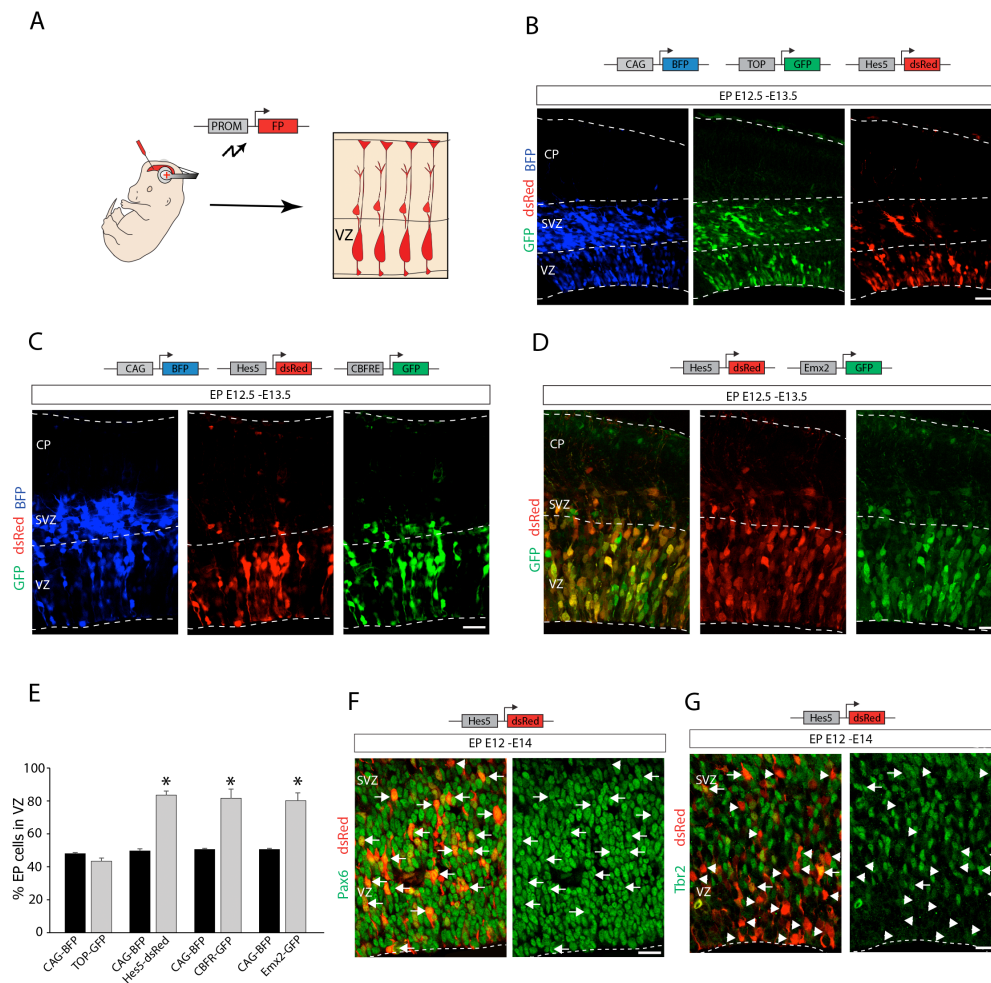 A
PROM FP
VZ
B
CAG BFP TOP GFP Hes5 dsRed
EP E12.5 -E13.5
GFP dsRed BFP
CP
SVZ
VZ
C
CAG BFP Hes5 dsRed CBFRE GFP
EP E12.5 -E13.5
GFP dsRed BFP
CP
SVZ
VZ
D
Hes5 dsRed Emx2 GFP
EP E12.5 -E13.5
GFP dsRed
CP
SVZ
VZ
E
% EP cells in VZ
100
80
60
40
20
0
* * *
CAG-BFP
TOP-GFP
CAG-BFP
Hes5-dsRed
CAG-BFP
CBFR-GFP
CAG-BFP
Emx2-GFP
F
Hes5 dsRed
EP E12 -E14
Pax6 dsRed
SVZ
VZ
G
Hes5 dsRed
EP E12 -E14
Tbr2 dsRed
SVZ
VZ